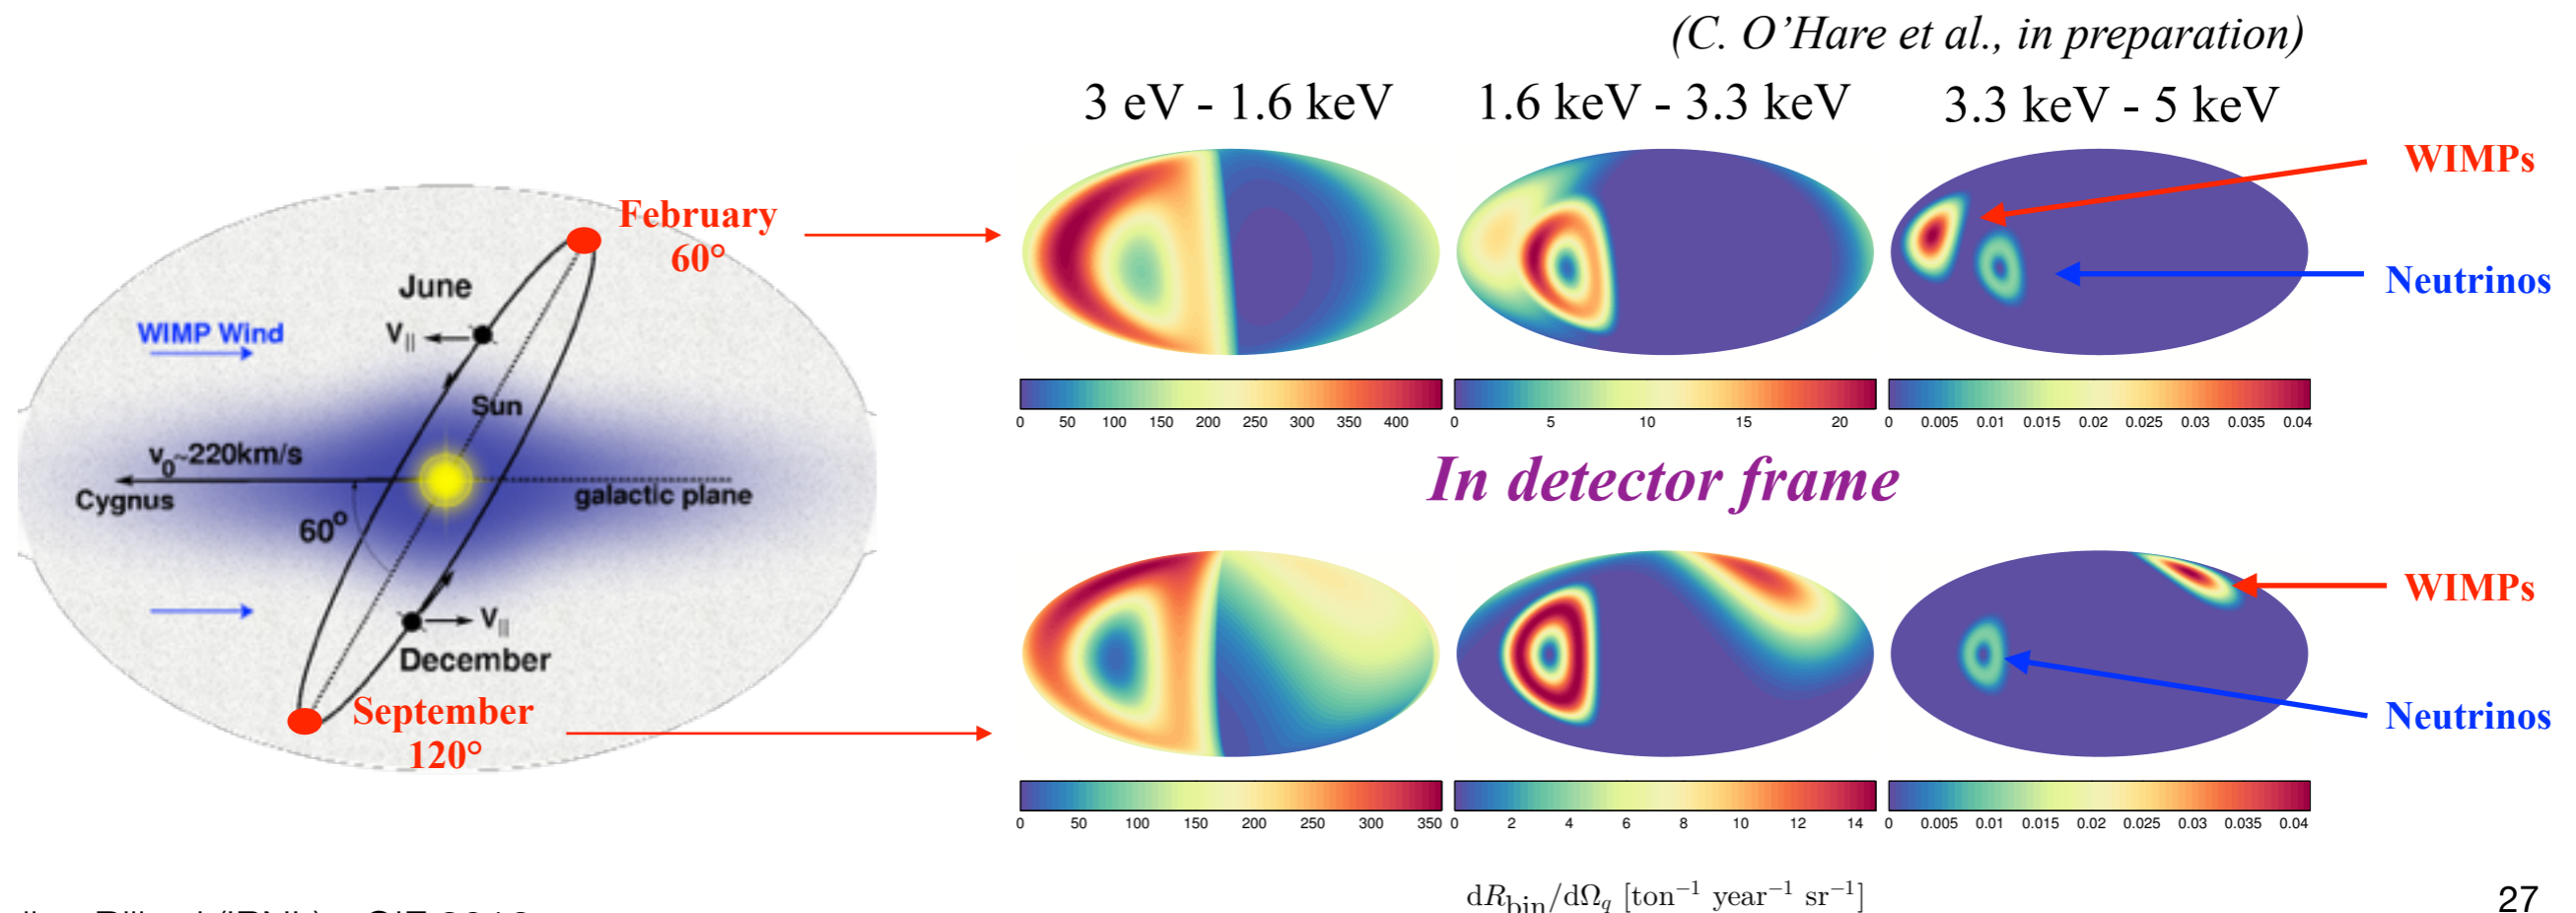 (C. O'Hare et al., in preparation)
3 eV - 1.6 keV
1.6 keV - 3.3 keV
3.3 keV - 5 keV
WIMPs
Neutrinos
February
60°
June
V||
WIMP Wind
Sun
v0~220km/s
Cygnus
galactic plane
60°
V||
December
September
120°
0 50 100 150 200 250 300 350 400
0 5 10 15 20
0 0.005 0.01 0.015 0.02 0.025 0.03 0.035 0.04
In detector frame
WIMPs
Neutrinos
0 50 100 150 200 250 300 350
0 2 4 6 8 10 12 14
0 0.005 0.01 0.015 0.02 0.025 0.03 0.035 0.04
dRbin/dΩq [ton⁻¹ year⁻¹ sr⁻¹]
27